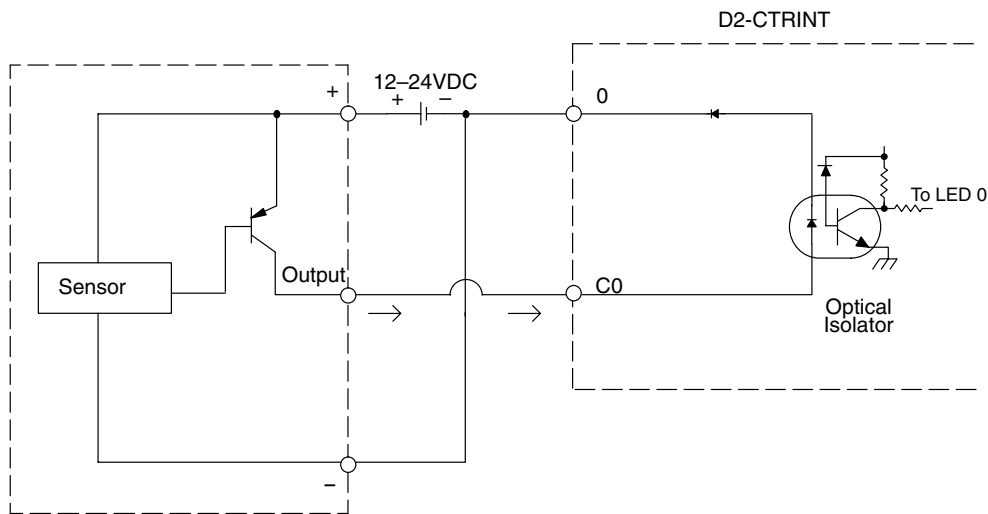 D2-CTRINT
12–24VDC
+
+ −
0
To LED 0
Output
Sensor
C0
Optical
Isolator
−